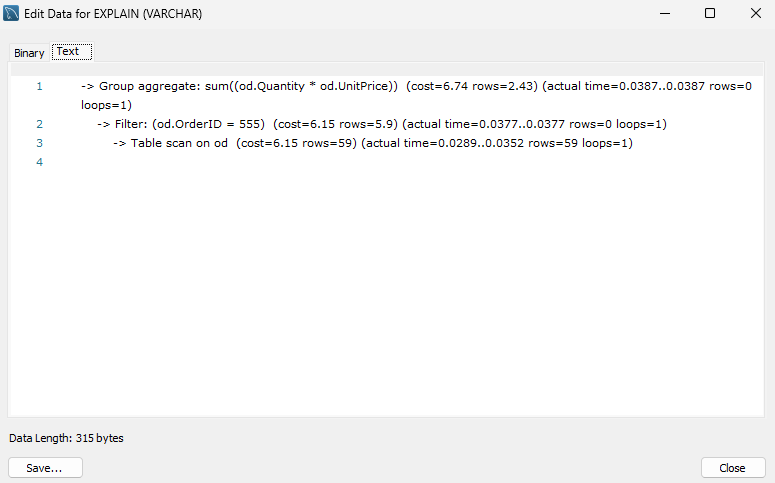 Edit Data for EXPLAIN (VARCHAR)
Binary Text
1 -> Group aggregate: sum((od.Quantity * od.UnitPrice))  (cost=6.74 rows=2.43) (actual time=0.0387..0.0387 rows=0
loops=1)
2 -> Filter: (od.OrderID = 555)  (cost=6.15 rows=5.9) (actual time=0.0377..0.0377 rows=0 loops=1)
3 -> Table scan on od  (cost=6.15 rows=59) (actual time=0.0289..0.0352 rows=59 loops=1)
4
Data Length: 315 bytes
Save... Close